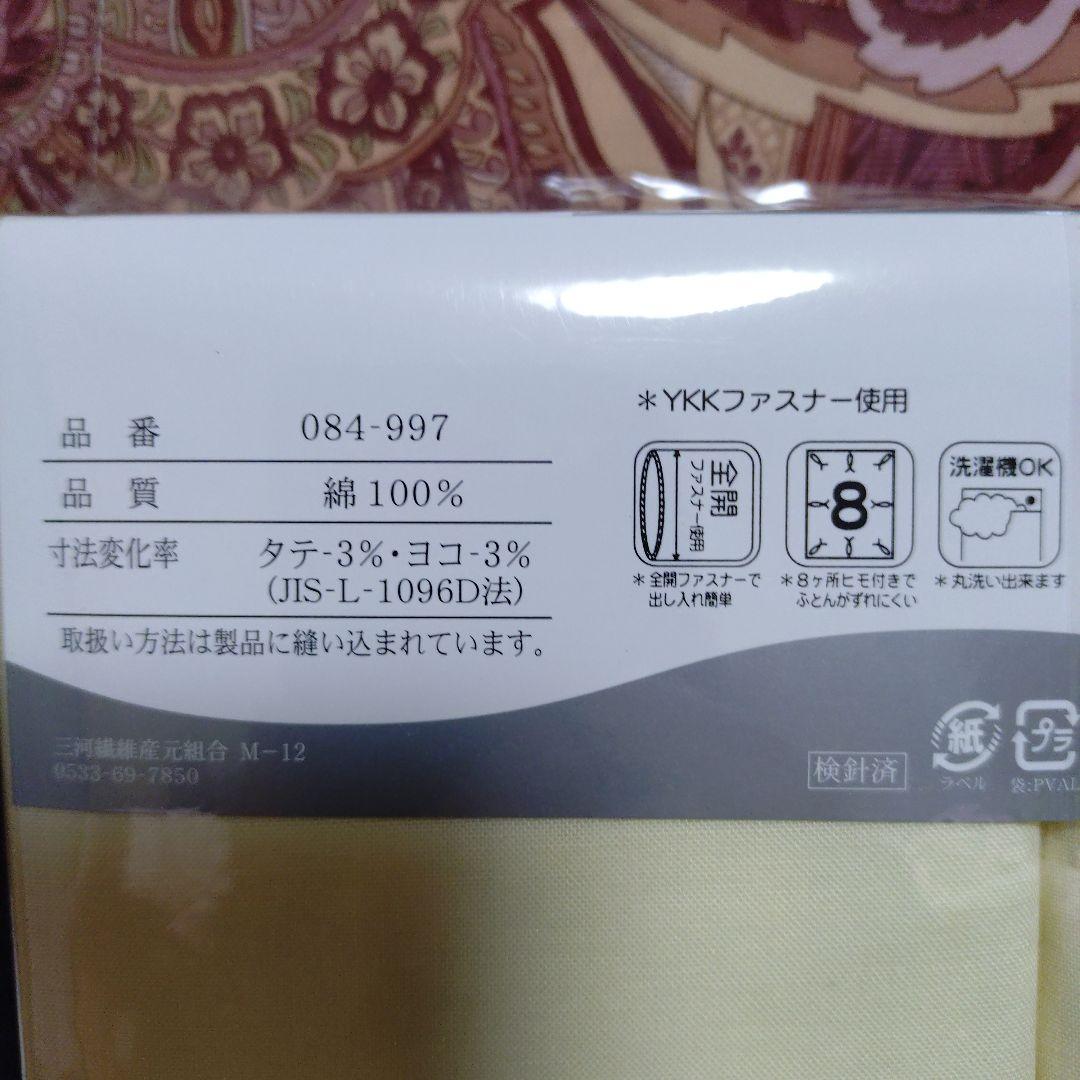 品 番 084-997
品 質 綿100%
寸法変化率 タテ-3%・ヨコ-3%
(JIS-L-1096D法)
取扱い方法は製品に縫い込まれています。
三河繊維産元組合 M-12
0533-69-7850
*YKKファスナー使用
全開
ファスナー使用
*全開ファスナーで
出し入れ簡単
8
*8ヶ所ヒモ付きで
ふとんがずれにくい
洗濯機OK
*丸洗い出来ます
検針済
紙
ラベル
プラ
袋:PVAL